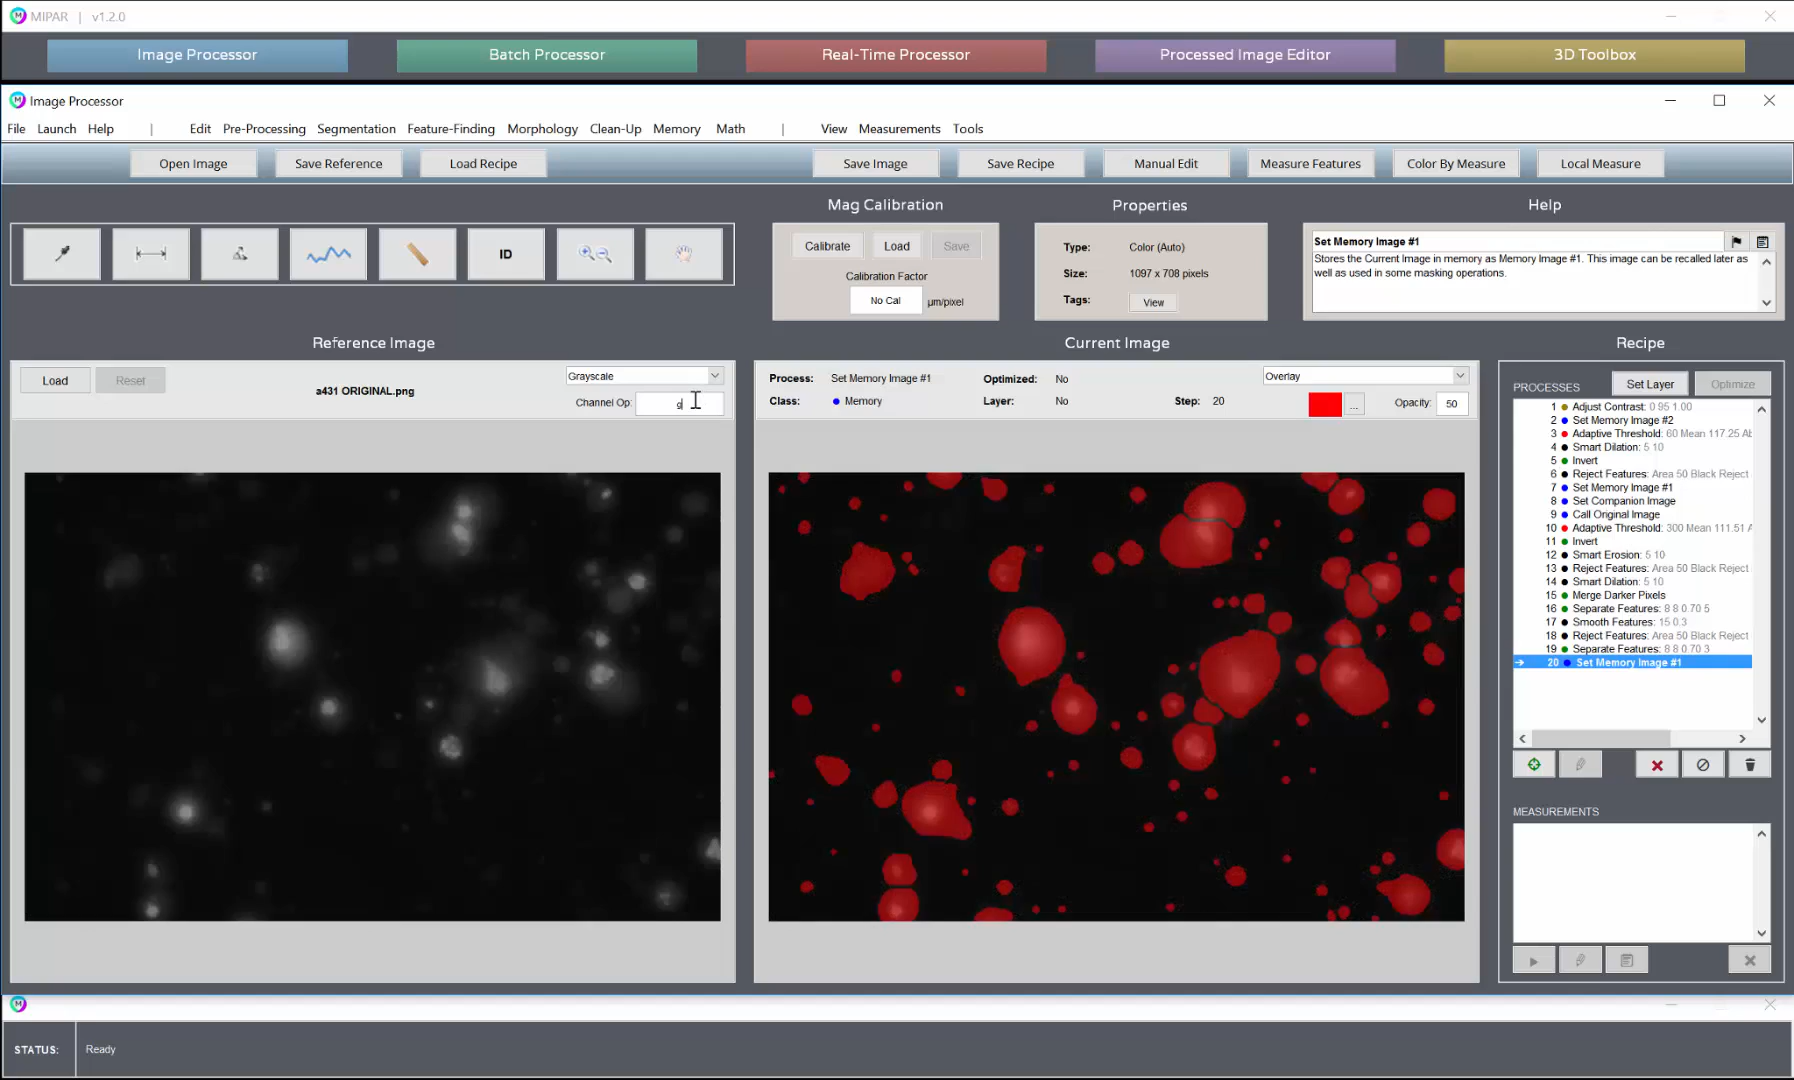 MIPAR | v1.2.0
Image Processor Batch Processor Real-Time Processor Processed Image Editor 3D Toolbox
Image Processor
File Launch Help | Edit Pre-Processing Segmentation Feature-Finding Morphology Clean-Up Memory Math | View Measurements Tools
Open Image Save Reference Load Recipe Save Image Save Recipe Manual Edit Measure Features Color By Measure Local Measure
Mag Calibration Properties Help
ID
Calibrate Load Save
Calibration Factor
No Cal µm/pixel
Type: Color (Auto)
Size: 1097 x 708 pixels
Tags: View
Set Memory Image #1
Stores the Current Image in memory as Memory Image #1. This image can be recalled later as
well as used in some masking operations.
Reference Image Current Image Recipe
Load Reset
a431 ORIGINAL.png
Grayscale
Channel Op: g
Process: Set Memory Image #1 Optimized: No
Class: Memory Layer: No Step: 20
Overlay
... Opacity: 50
PROCESSES Set Layer Optimize
1 Adjust Contrast: 0.95 1.00
2 Set Memory Image #2
3 Adaptive Threshold: 60 Mean 117.25 Al
4 Smart Dilation: 5 10
5 Invert
6 Reject Features: Area 50 Black Reject
7 Set Memory Image #1
8 Set Companion Image
9 Call Original Image
10 Adaptive Threshold: 300 Mean 111.51 A
11 Invert
12 Smart Erosion: 5 10
13 Reject Features: Area 50 Black Reject
14 Smart Dilation: 5 10
15 Merge Darker Pixels
16 Separate Features: 8 8 0.70 5
17 Smooth Features: 15 0.3
18 Reject Features: Area 50 Black Reject
19 Separate Features: 8 8 0.70 3
20 Set Memory Image #1
MEASUREMENTS
STATUS: Ready